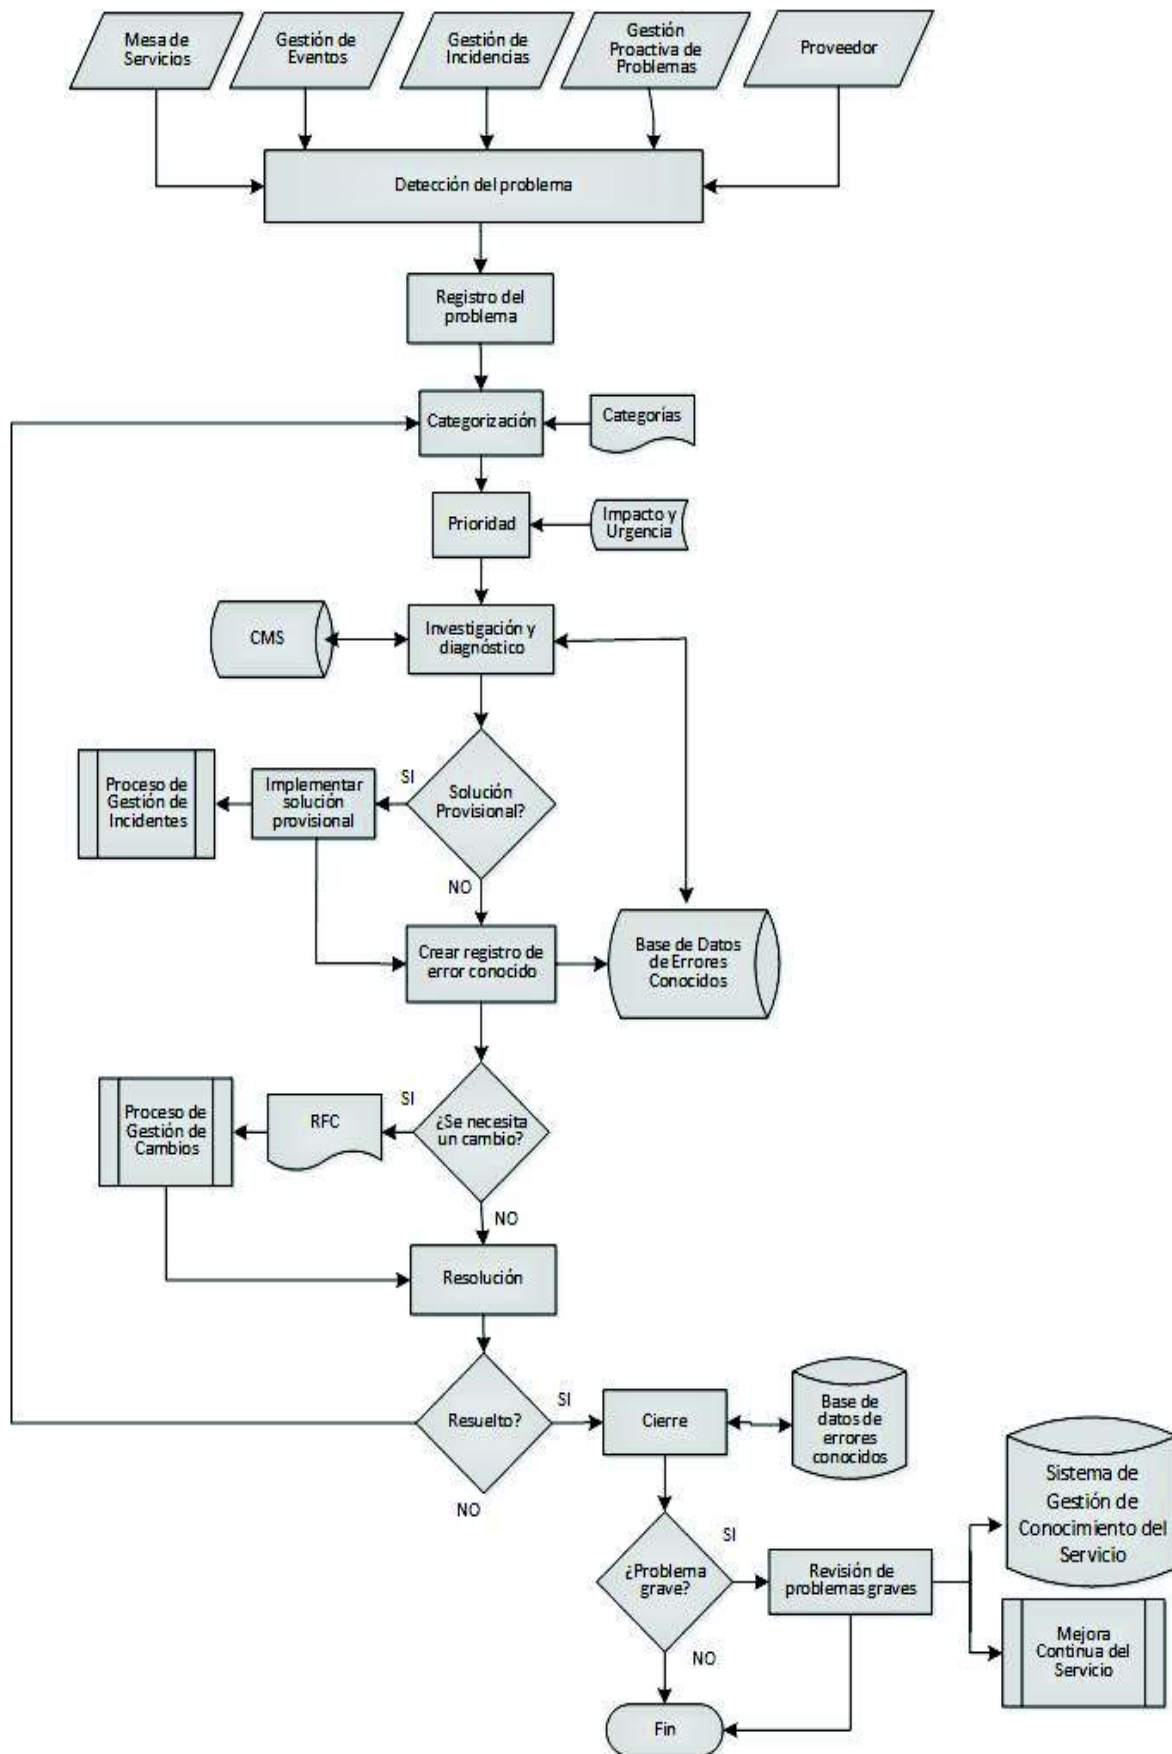 Mesa de
Servicios
Gestión de
Eventos
Gestión de
Incidencias
Gestión
Proactiva de
Problemas
Proveedor
Detección del problema
Registro del
problema
Categorización
Categorías
Prioridad
Impacto y
Urgencia
CMS
Investigación y
diagnóstico
Proceso de
Gestión de
Incidentes
Implementar
solución
provisional
SI
Solución
Provisional?
NO
Crear registro de
error conocido
Base de Datos
de Errores
Conocidos
Proceso de
Gestión de
Cambios
RFC
SI
¿Se necesita
un cambio?
NO
Resolución
Resuelto?
SI
NO
Cierre
Base de
datos de
errores
conocidos
Sistema de
Gestión de
Conocimiento del
Servicio
¿Problema
grave?
SI
NO
Revisión de
problemas graves
Mejora
Continua del
Servicio
Fin